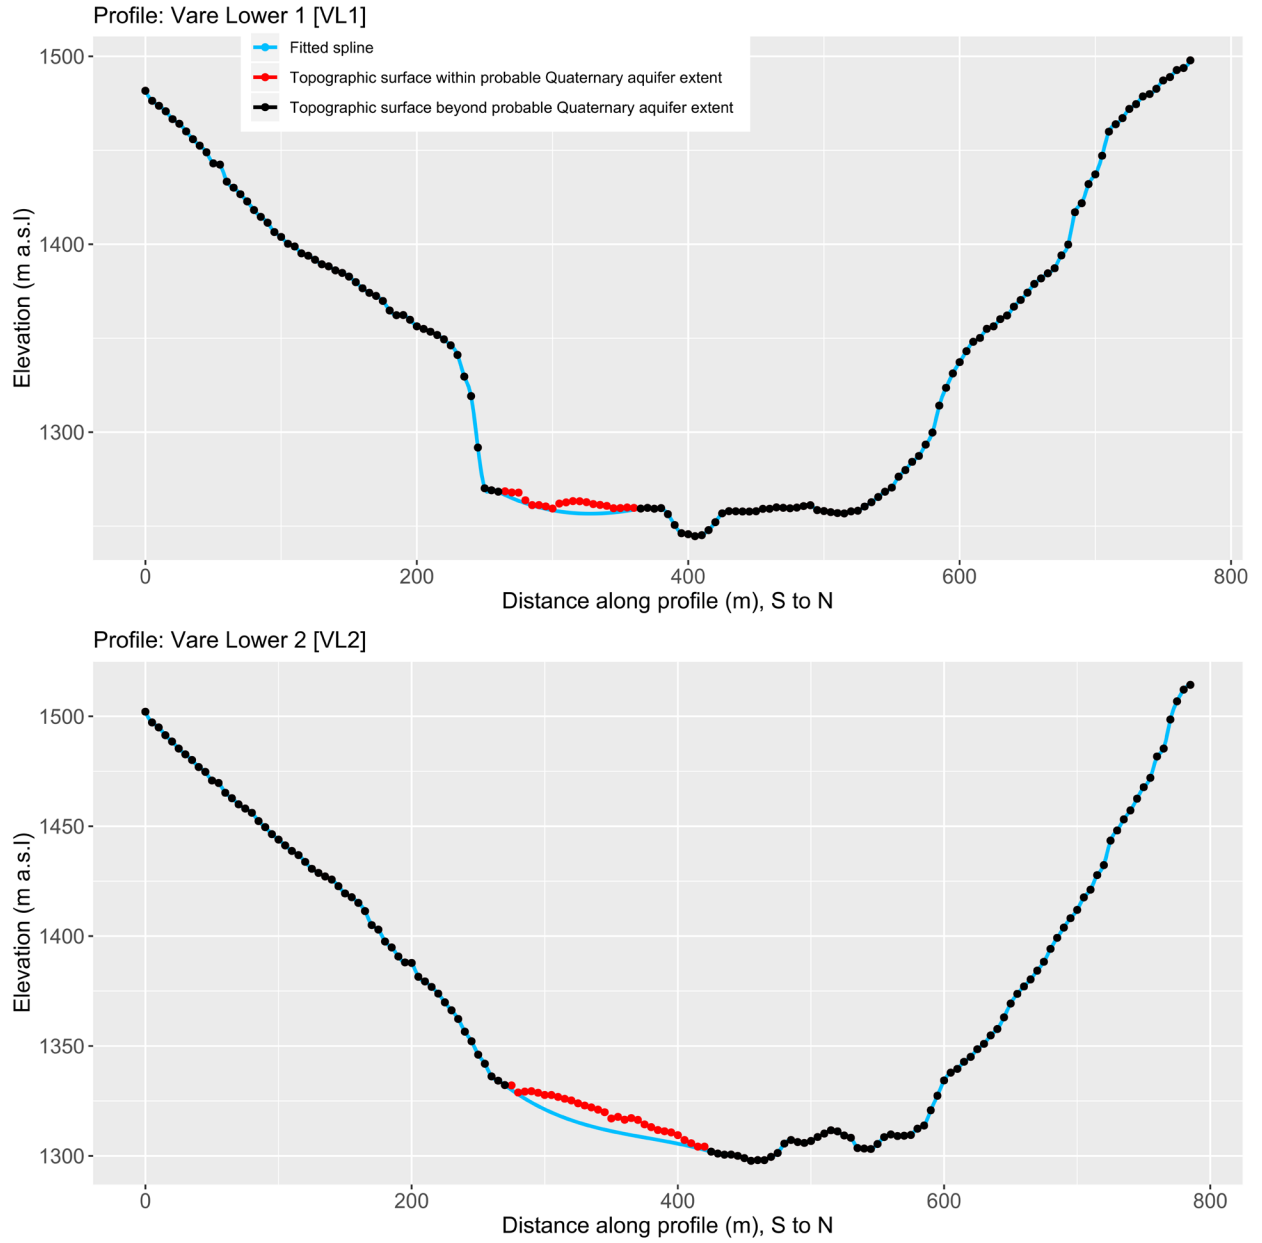 Profile: Vare Lower 1 [VL1]
Fitted spline
Topographic surface within probable Quaternary aquifer extent
Topographic surface beyond probable Quaternary aquifer extent
1500
1400
1300
Elevation (m a.s.l)
0 200 400 600 800
Distance along profile (m), S to N
Profile: Vare Lower 2 [VL2]
1500
1450
1400
1350
1300
Elevation (m a.s.l)
0 200 400 600 800
Distance along profile (m), S to N